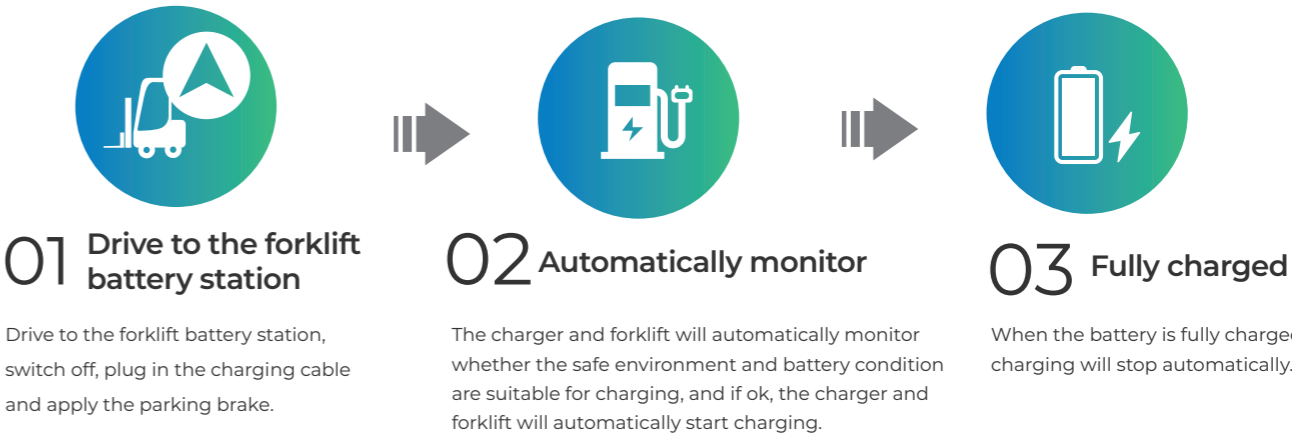 01 Drive to the forklift
battery station
Drive to the forklift battery station,
switch off, plug in the charging cable
and apply the parking brake.
02 Automatically monitor
The charger and forklift will automatically monitor
whether the safe environment and battery condition
are suitable for charging, and if ok, the charger and
forklift will automatically start charging.
03 Fully charged
When the battery is fully charged
charging will stop automatically.